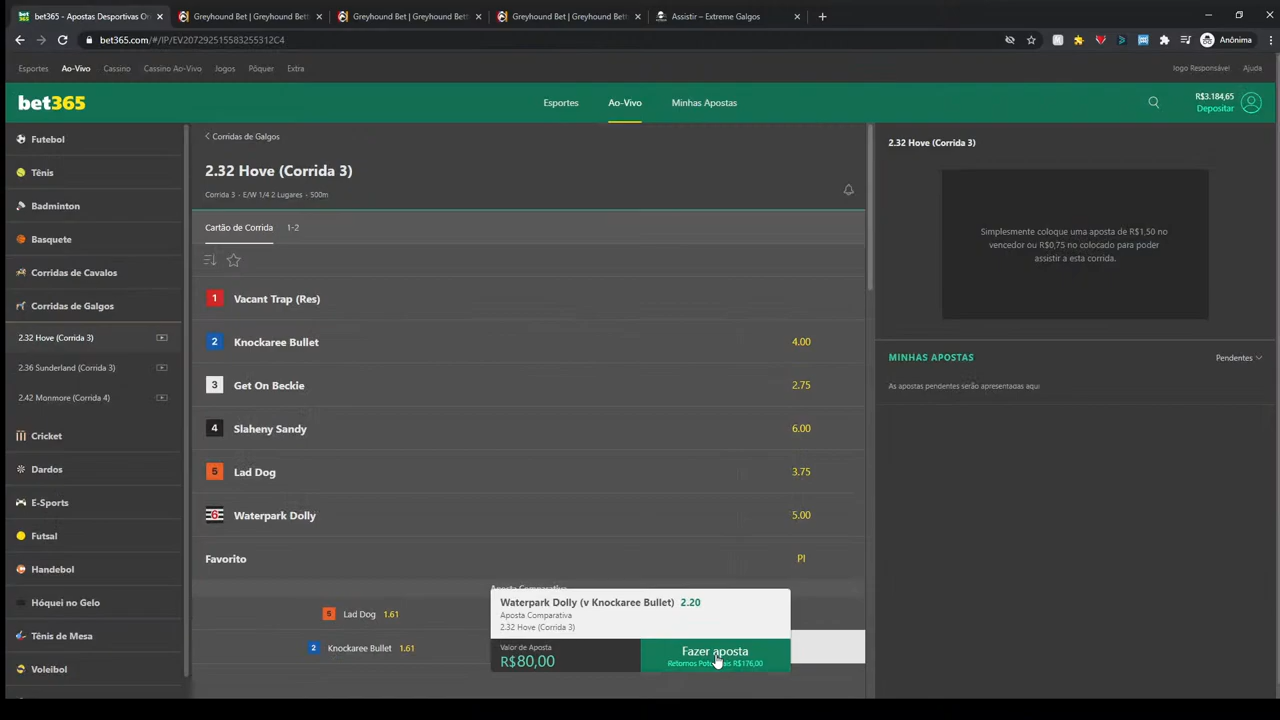 bet365 - Apostas Desportivas On
Greyhound Bet | Greyhound Bett
Greyhound Bet | Greyhound Bett
Greyhound Bet | Greyhound Bett
Assistir – Extreme Galgos
bet365.com/#/IP/EV207292515583255312C4
Anônima
Esportes Ao-Vivo Cassino Cassino Ao-Vivo Jogos Pôquer Extra
Jogo Responsável Ajuda
bet365
Esportes Ao-Vivo Minhas Apostas
R$3.184,65
Depositar
Futebol
Tênis
Badminton
Basquete
Corridas de Cavalos
Corridas de Galgos
2.32 Hove (Corrida 3)
2.36 Sunderland (Corrida 3)
2.42 Monmore (Corrida 4)
Cricket
Dardos
E-Sports
Futsal
Handebol
Hóquei no Gelo
Tênis de Mesa
Voleibol
Corridas de Galgos
2.32 Hove (Corrida 3)
Corrida 3 - E/W 1/4 2 Lugares - 500m
Cartão de Corrida 1-2
1 Vacant Trap (Res)
2 Knockaree Bullet 4.00
3 Get On Beckie 2.75
4 Slaheny Sandy 6.00
5 Lad Dog 3.75
6 Waterpark Dolly 5.00
Favorito PI
Aposta Comparativa
5 Lad Dog 1.61
2 Knockaree Bullet 1.61
Waterpark Dolly (v Knockaree Bullet) 2.20
Aposta Comparativa
2.32 Hove (Corrida 3)
Valor de Aposta
R$80,00
Fazer aposta
Retornos Potenciais R$176,00
2.32 Hove (Corrida 3)
Simplesmente coloque uma aposta de R$1,50 no
vencedor ou R$0,75 no colocado para poder
assistir a esta corrida.
MINHAS APOSTAS
Pendentes
As apostas pendentes serão apresentadas aqui